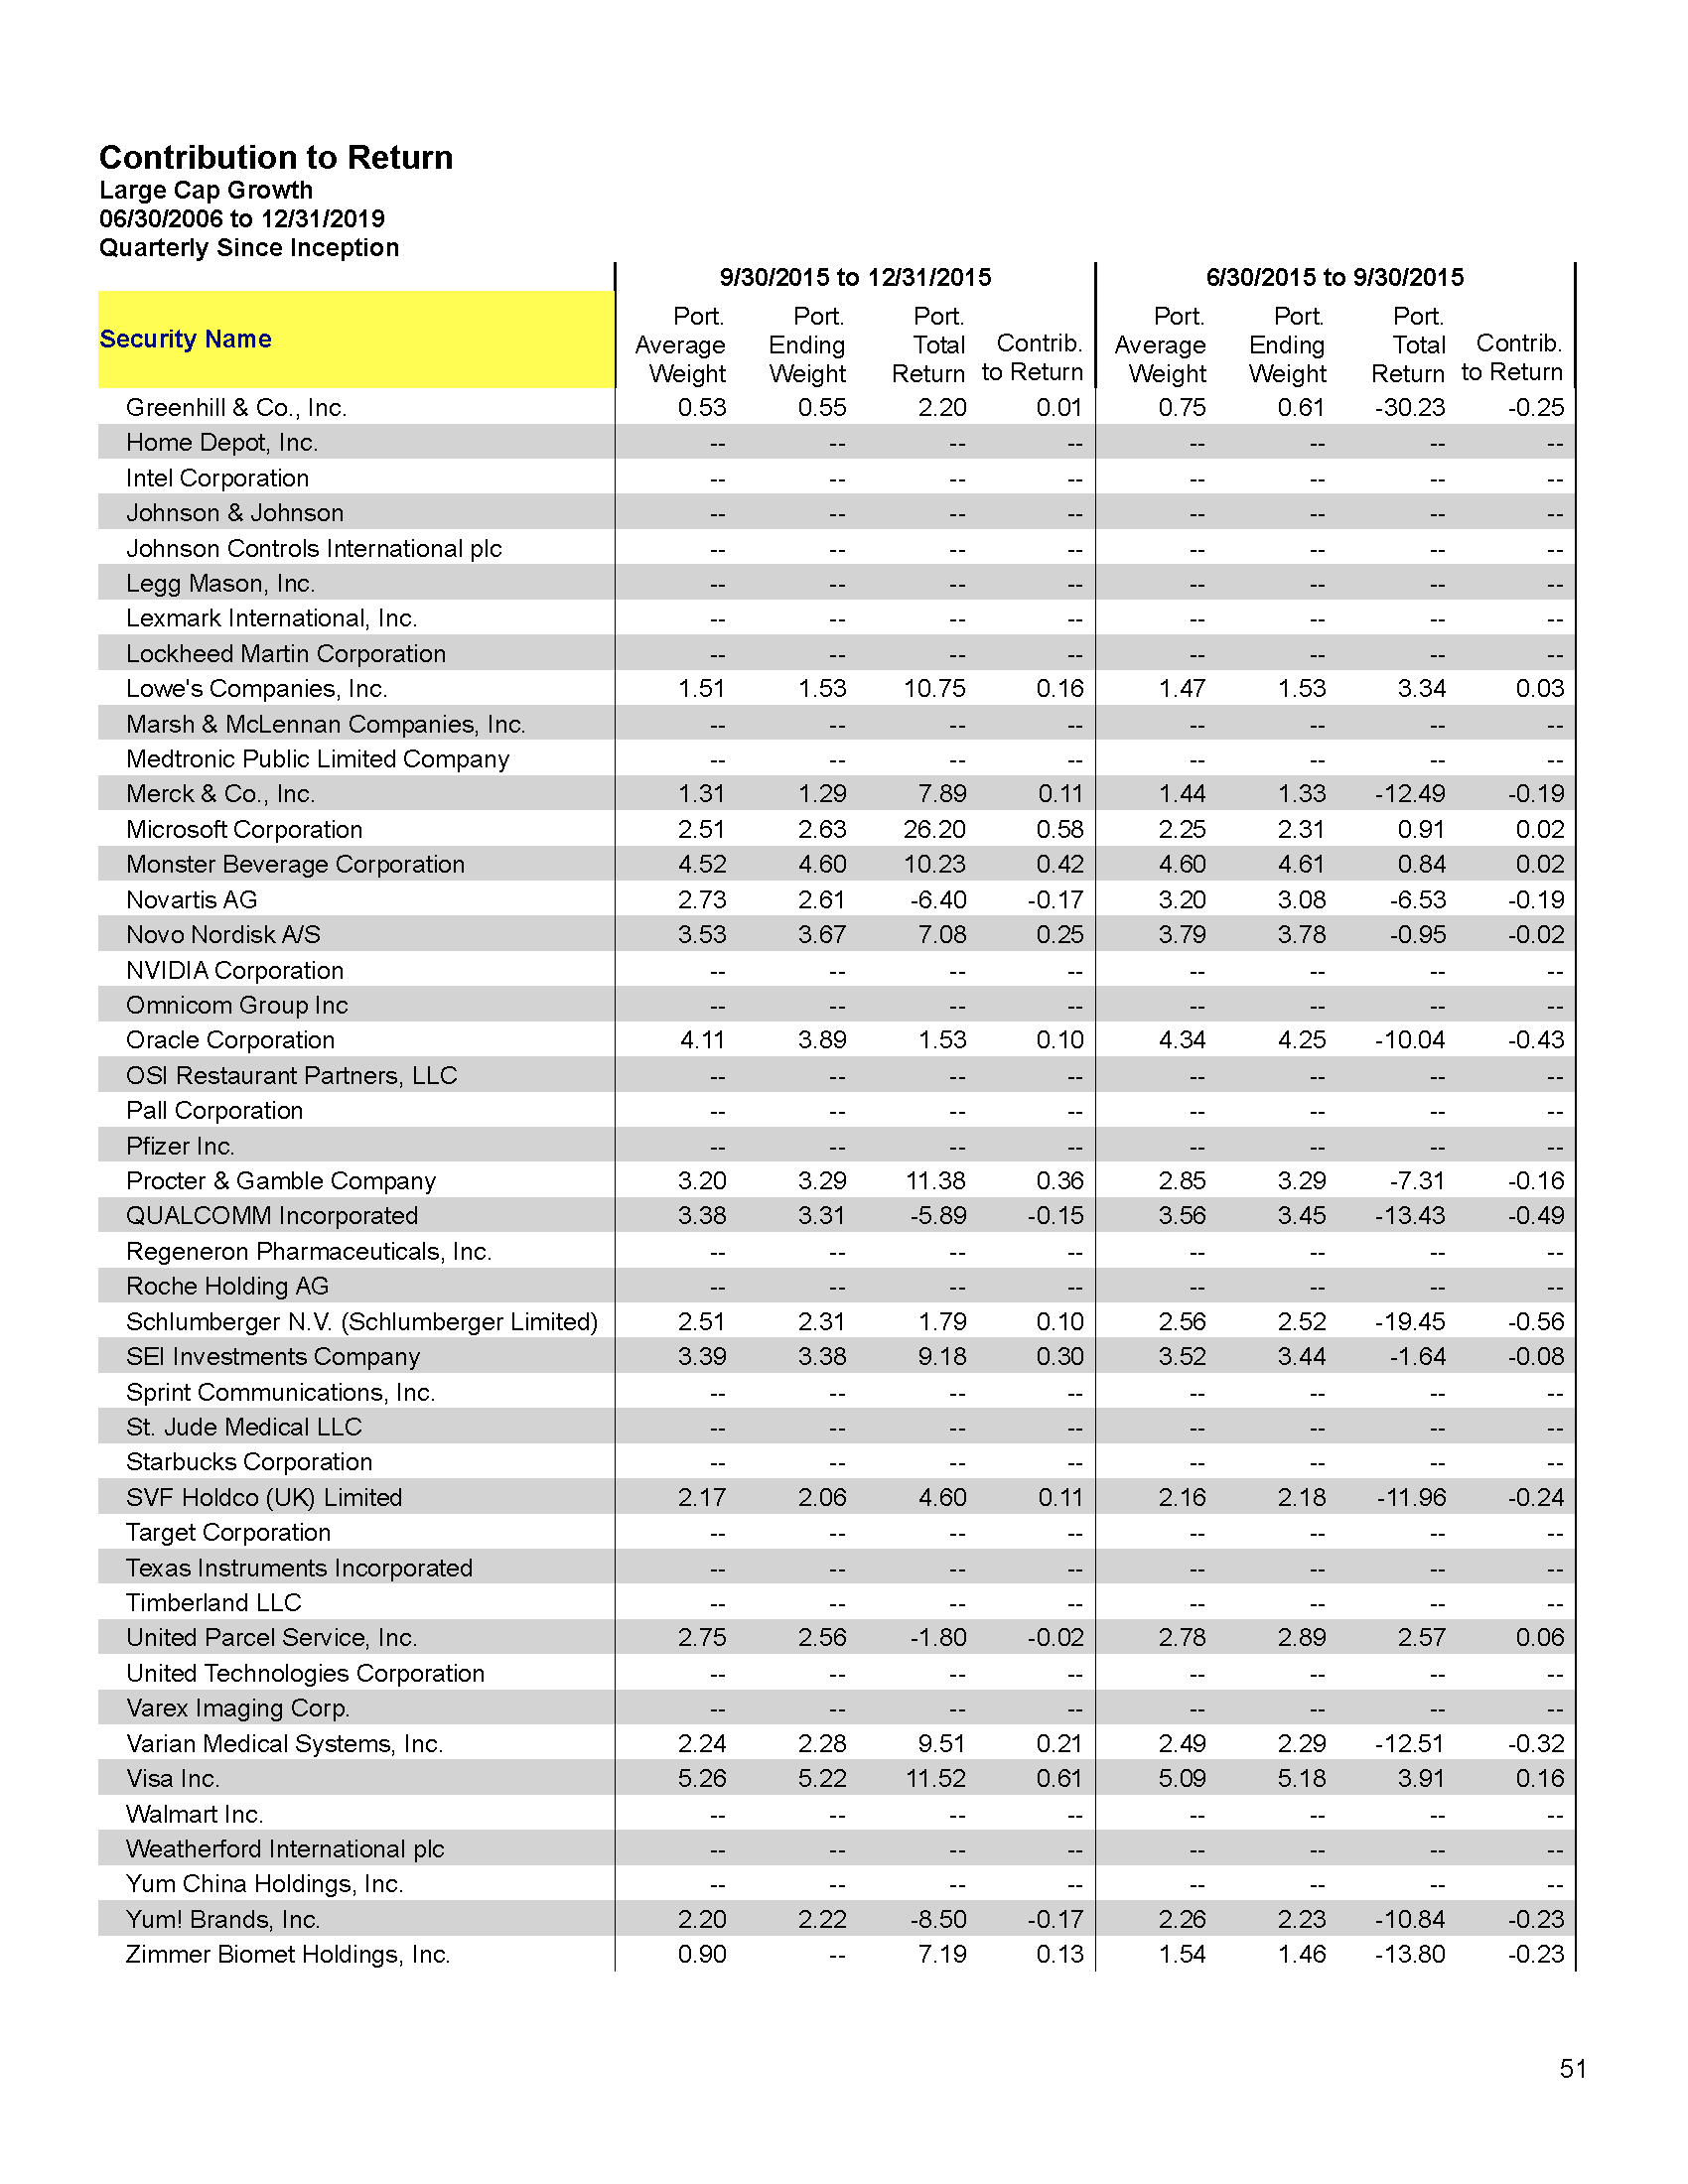 Contribution to Return
Large Cap Growth
06/30/2006 to 12/31/2019
Quarterly Since Inception
9/30/2015 to 12/31/2015 6/30/2015 to 9/30/2015
Security Name
Port. Port. Port. Port. Port. Port.
Average Ending Total Contrib. Average Ending Total Contrib.
Weight Weight Return to Return Weight Weight Return to Return
Greenhill & Co., Inc. 0.53 0.55 2.20 0.01 0.75 0.61 -30.23 -0.25
Home Depot, Inc. -- -- -- -- -- -- -- --
Intel Corporation -- -- -- -- -- -- -- --
Johnson & Johnson -- -- -- -- -- -- -- --
Johnson Controls International plc -- -- -- -- -- -- -- --
Legg Mason, Inc. -- -- -- -- -- -- -- --
Lexmark International, Inc. -- -- -- -- -- -- -- --
Lockheed Martin Corporation -- -- -- -- -- -- -- --
Lowe's Companies, Inc. 1.51 1.53 10.75 0.16 1.47 1.53 3.34 0.03
Marsh & McLennan Companies, Inc. -- -- -- -- -- -- -- --
Medtronic Public Limited Company -- -- -- -- -- -- -- --
Merck & Co., Inc. 1.31 1.29 7.89 0.11 1.44 1.33 -12.49 -0.19
Microsoft Corporation 2.51 2.63 26.20 0.58 2.25 2.31 0.91 0.02
Monster Beverage Corporation 4.52 4.60 10.23 0.42 4.60 4.61 0.84 0.02
Novartis AG 2.73 2.61 -6.40 -0.17 3.20 3.08 -6.53 -0.19
Novo Nordisk A/S 3.53 3.67 7.08 0.25 3.79 3.78 -0.95 -0.02
NVIDIA Corporation -- -- -- -- -- -- -- --
Omnicom Group Inc -- -- -- -- -- -- -- --
Oracle Corporation 4.11 3.89 1.53 0.10 4.34 4.25 -10.04 -0.43
OSI Restaurant Partners, LLC -- -- -- -- -- -- -- --
Pall Corporation -- -- -- -- -- -- -- --
Pfizer Inc. -- -- -- -- -- -- -- --
Procter & Gamble Company 3.20 3.29 11.38 0.36 2.85 3.29 -7.31 -0.16
QUALCOMM Incorporated 3.38 3.31 -5.89 -0.15 3.56 3.45 -13.43 -0.49
Regeneron Pharmaceuticals, Inc. -- -- -- -- -- -- -- --
Roche Holding AG -- -- -- -- -- -- -- --
Schlumberger N.V. (Schlumberger Limited) 2.51 2.31 1.79 0.10 2.56 2.52 -19.45 -0.56
SEI Investments Company 3.39 3.38 9.18 0.30 3.52 3.44 -1.64 -0.08
Sprint Communications, Inc. -- -- -- -- -- -- -- --
St. Jude Medical LLC -- -- -- -- -- -- -- --
Starbucks Corporation -- -- -- -- -- -- -- --
SVF Holdco (UK) Limited 2.17 2.06 4.60 0.11 2.16 2.18 -11.96 -0.24
Target Corporation -- -- -- -- -- -- -- --
Texas Instruments Incorporated -- -- -- -- -- -- -- --
Timberland LLC -- -- -- -- -- -- -- --
United Parcel Service, Inc. 2.75 2.56 -1.80 -0.02 2.78 2.89 2.57 0.06
United Technologies Corporation -- -- -- -- -- -- -- --
Varex Imaging Corp. -- -- -- -- -- -- -- --
Varian Medical Systems, Inc. 2.24 2.28 9.51 0.21 2.49 2.29 -12.51 -0.32
Visa Inc. 5.26 5.22 11.52 0.61 5.09 5.18 3.91 0.16
Walmart Inc. -- -- -- -- -- -- -- --
Weatherford International plc -- -- -- -- -- -- -- --
Yum China Holdings, Inc. -- -- -- -- -- -- -- --
Yum! Brands, Inc. 2.20 2.22 -8.50 -0.17 2.26 2.23 -10.84 -0.23
Zimmer Biomet Holdings, Inc. 0.90 -- 7.19 0.13 1.54 1.46 -13.80 -0.23
51